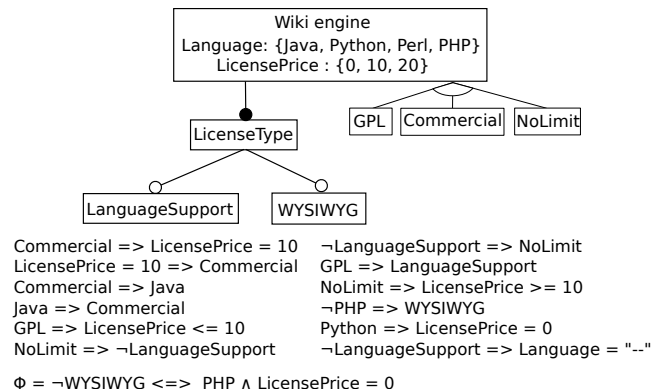 Wiki engine
Language: {Java, Python, Perl, PHP}
LicensePrice : {0, 10, 20}
LicenseType
GPL
Commercial
NoLimit
LanguageSupport
WYSIWYG
Commercial => LicensePrice = 10
LicensePrice = 10 => Commercial
Commercial => Java
Java => Commercial
GPL => LicensePrice <= 10
NoLimit => ¬LanguageSupport
¬LanguageSupport => NoLimit
GPL => LanguageSupport
NoLimit => LicensePrice >= 10
¬PHP => WYSIWYG
Python => LicensePrice = 0
¬LanguageSupport => Language = "--"
Φ = ¬WYSIWYG <=> PHP ∧ LicensePrice = 0